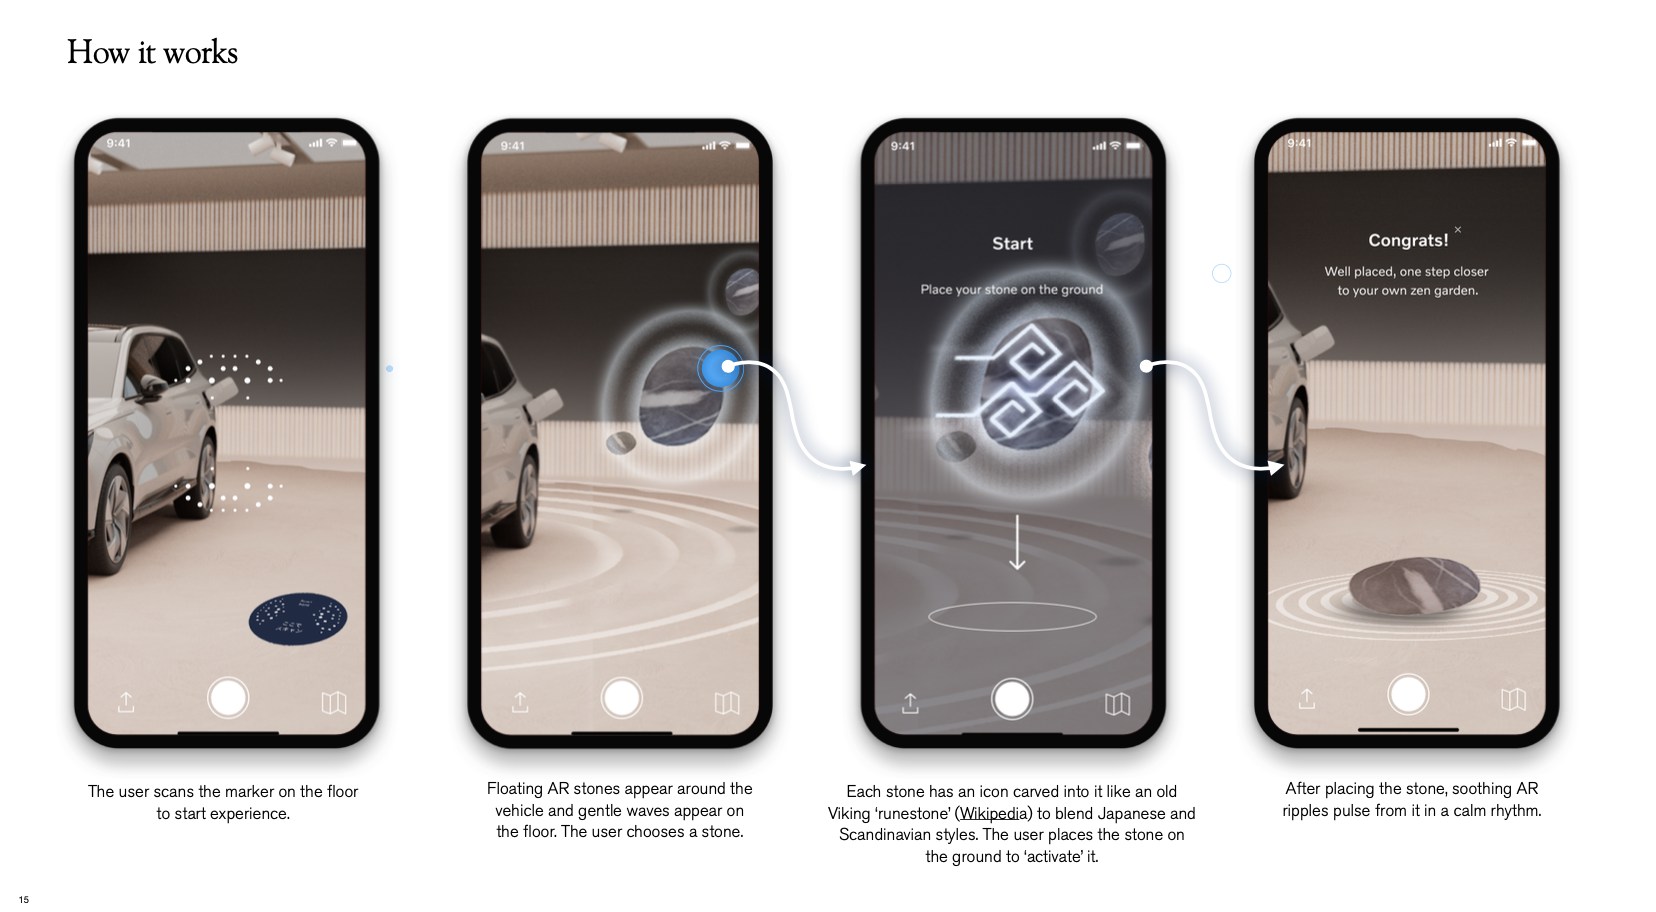 How it works
9:41
9:41
9:41
Start
Place your stone on the ground
9:41
Congrats!
Well placed, one step closer
to your own zen garden.
The user scans the marker on the floor
to start experience.
Floating AR stones appear around the
vehicle and gentle waves appear on
the floor. The user chooses a stone.
Each stone has an icon carved into it like an old
Viking ‘runestone’ (Wikipedia) to blend Japanese and
Scandinavian styles. The user places the stone on
the ground to ‘activate’ it.
After placing the stone, soothing AR
ripples pulse from it in a calm rhythm.
15